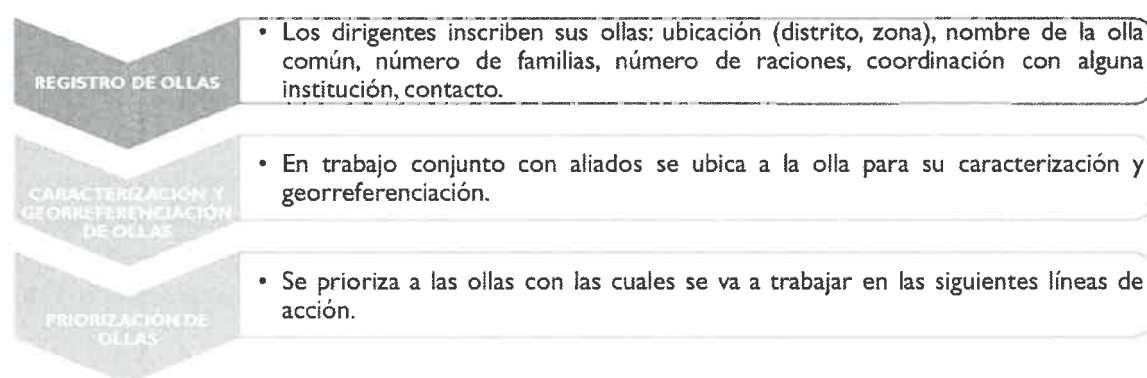 REGISTRO DE OLLAS
• Los dirigentes inscriben sus ollas: ubicación (distrito, zona), nombre de la olla
común, número de familias, número de raciones, coordinación con alguna
institución, contacto.
CARACTERIZACIÓN Y
GEORREFERENCIACIÓN
DE OLLAS
• En trabajo conjunto con aliados se ubica a la olla para su caracterización y
georreferenciación.
PRIORIZACIÓN DE
OLLAS
• Se prioriza a las ollas con las cuales se va a trabajar en las siguientes líneas de
acción.